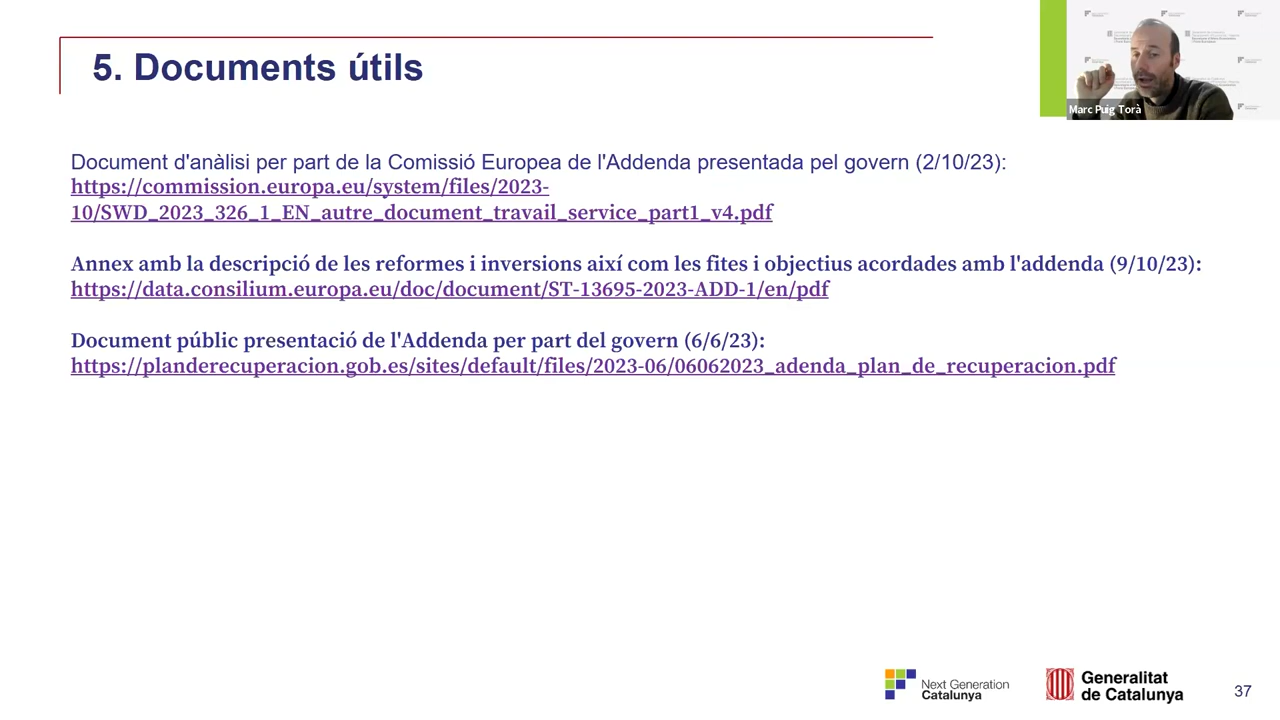 5. Documents útils
Marc Puig Torà
Document d'anàlisi per part de la Comissió Europea de l'Addenda presentada pel govern (2/10/23):
https://commission.europa.eu/system/files/2023-
10/SWD_2023_326_1_EN_autre_document_travail_service_part1_v4.pdf
Annex amb la descripció de les reformes i inversions així com les fites i objectius acordades amb l'addenda (9/10/23):
https://data.consilium.europa.eu/doc/document/ST-13695-2023-ADD-1/en/pdf
Document públic presentació de l'Addenda per part del govern (6/6/23):
https://planderecuperacion.gob.es/sites/default/files/2023-06/06062023_adenda_plan_de_recuperacion.pdf
Next Generation
Catalunya
Generalitat
de Catalunya
37